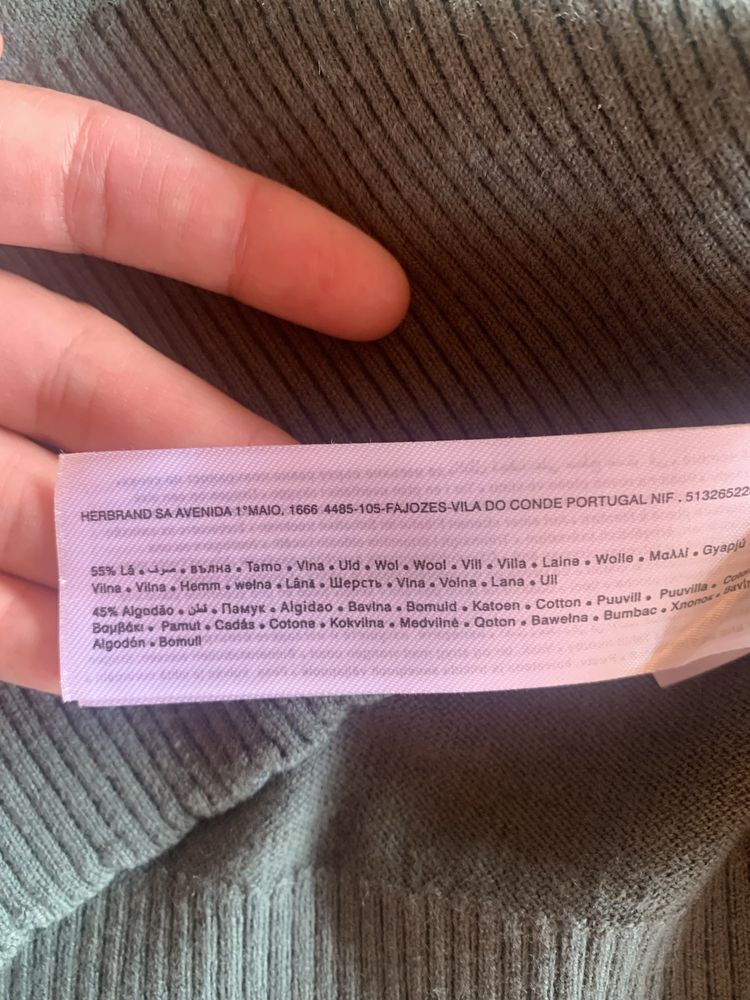 HERBRAND SA AVENIDA 1°MAIO, 1666 4485-105-FAJOZES-VILA DO CONDE PORTUGAL NIF . 51326522
55% Lã • صوف • вълна • Tamo • Vlna • Uld • Wol • Wool • Vill • Villa • Laine • Wolle • Μαλλί • Gyapjú
Vilna • Vilna • Hemm • wełna • Lână • Шерсть • Vlna • Volna • Lana • Ull
45% Algodão • قطن • Памук • Algidao • Bavlna • Bomuld • Katoen • Cotton • Puuvill • Puuvilla •
Βαμβάκι • Pamut • Cadás • Cotone • Kokvilna • Medvilnė • Qoton • Bawełna • Bumbac • Хлопок •
Algodón • Bomull